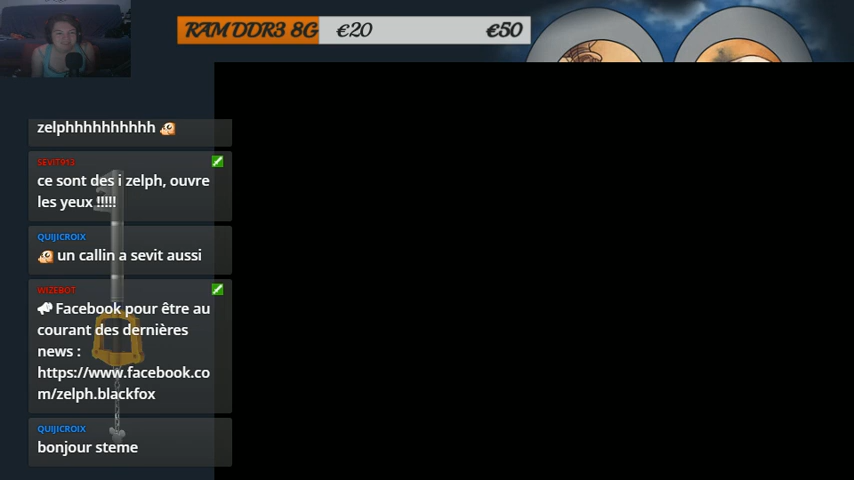 RAM DDR3 8G €20 €50
zelphhhhhhhhhh
SEVIT913
ce sont des i zelph, ouvre
les yeux !!!!!
QUIJICROIX
un callin a sevit aussi
WIZEBOT
Facebook pour être au
courant des dernières
news :
https://www.facebook.co
m/zelph.blackfox
QUIJICROIX
bonjour steme